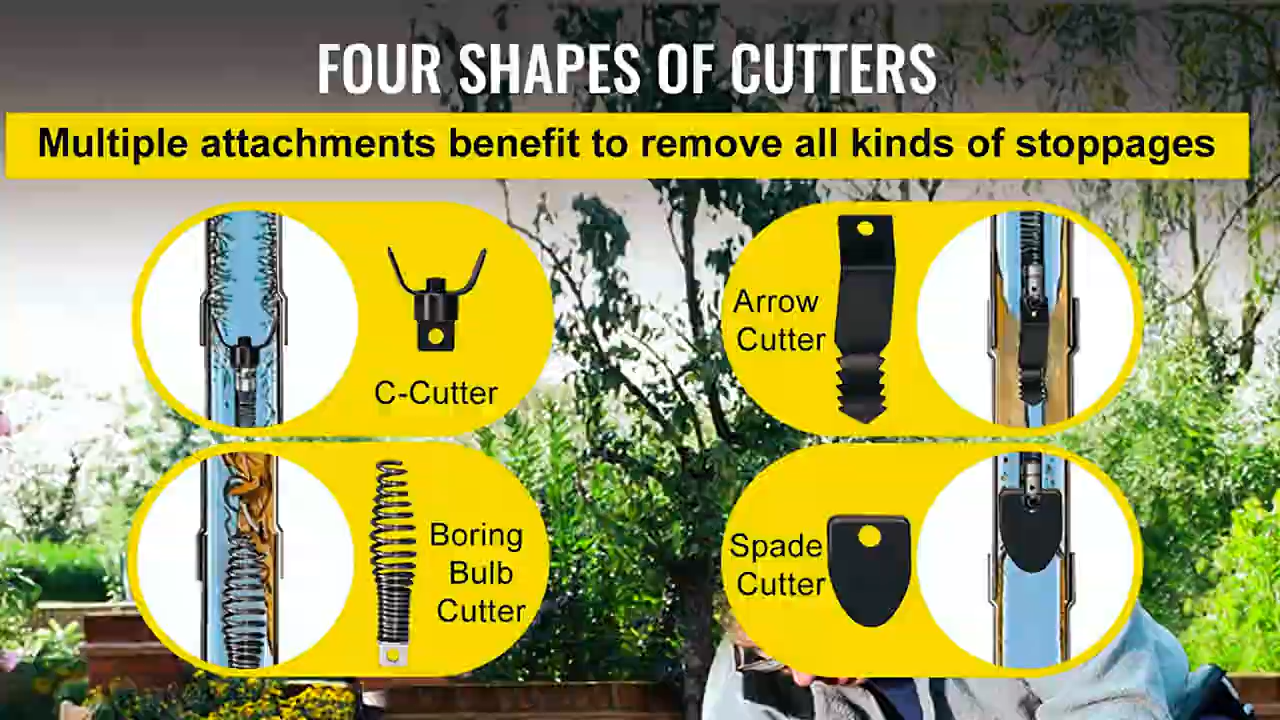 FOUR SHAPES OF CUTTERS
Multiple attachments benefit to remove all kinds of stoppages
C-Cutter
Arrow
Cutter
Boring
Bulb
Cutter
Spade
Cutter